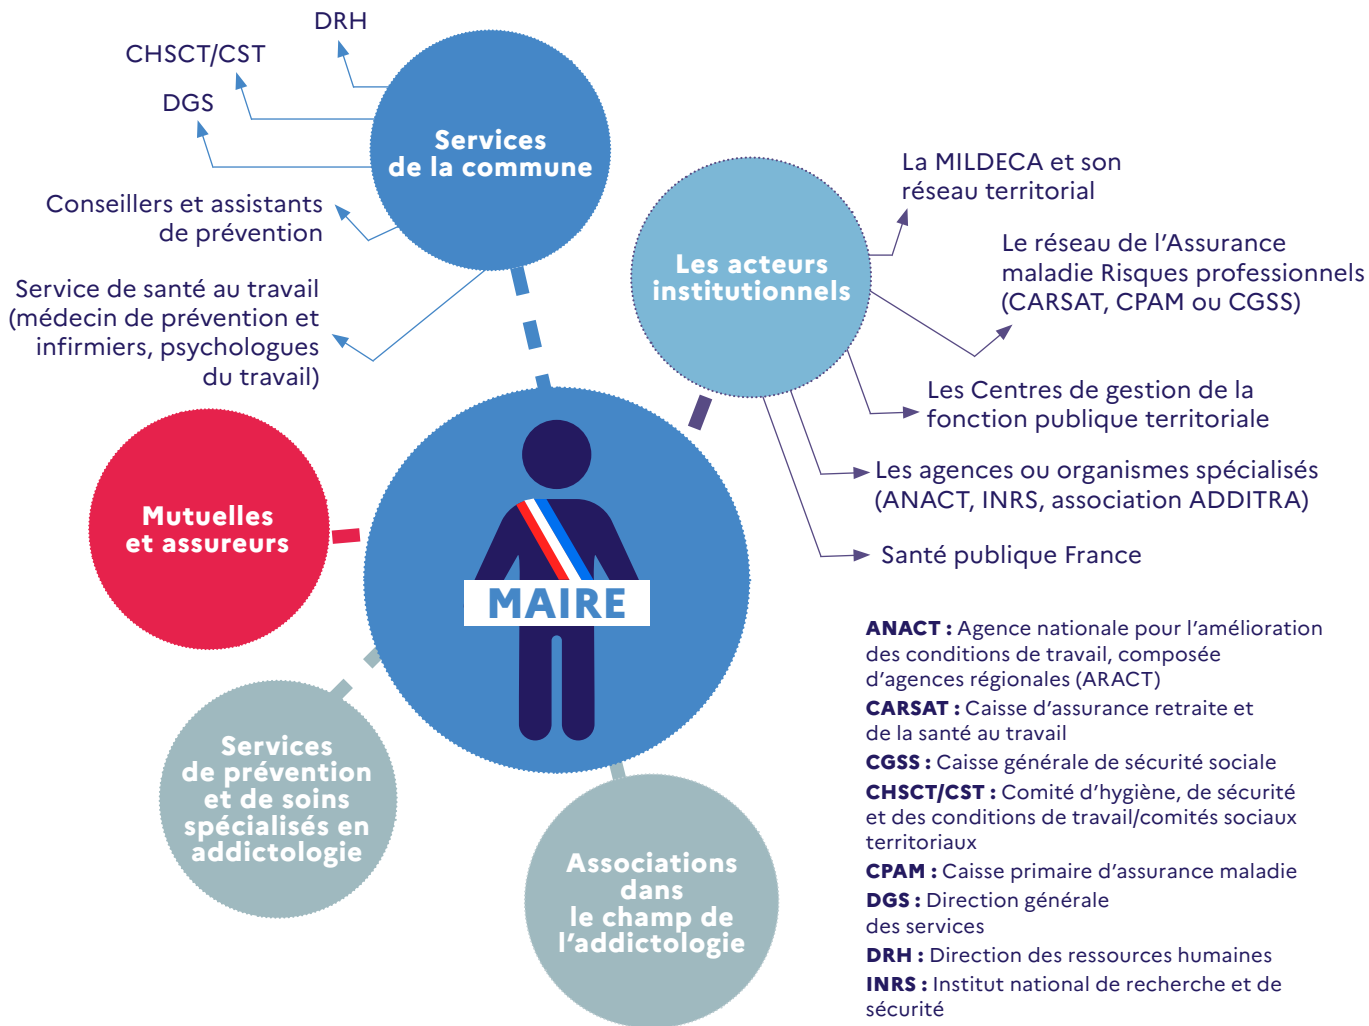 DRH
CHSCT/CST
DGS
Services
de la commune
Conseillers et assistants
de prévention
Service de santé au travail
(médecin de prévention et
infirmiers, psychologues
du travail)
Les acteurs
institutionnels
La MILDECA et son
réseau territorial
Le réseau de l'Assurance
maladie Risques professionnels
(CARSAT, CPAM ou CGSS)
Les Centres de gestion de la
fonction publique territoriale
Les agences ou organismes spécialisés
(ANACT, INRS, association ADDITRA)
Santé publique France
Mutuelles
et assureurs
MAIRE
Services
de prévention
et de soins
spécialisés en
addictologie
Associations
dans
le champ de
l'addictologie
ANACT : Agence nationale pour l'amélioration
des conditions de travail, composée
d'agences régionales (ARACT)
CARSAT : Caisse d'assurance retraite et
de la santé au travail
CGSS : Caisse générale de sécurité sociale
CHSCT/CST : Comité d'hygiène, de sécurité
et des conditions de travail/comités sociaux
territoriaux
CPAM : Caisse primaire d'assurance maladie
DGS : Direction générale
des services
DRH : Direction des ressources humaines
INRS : Institut national de recherche et de
sécurité